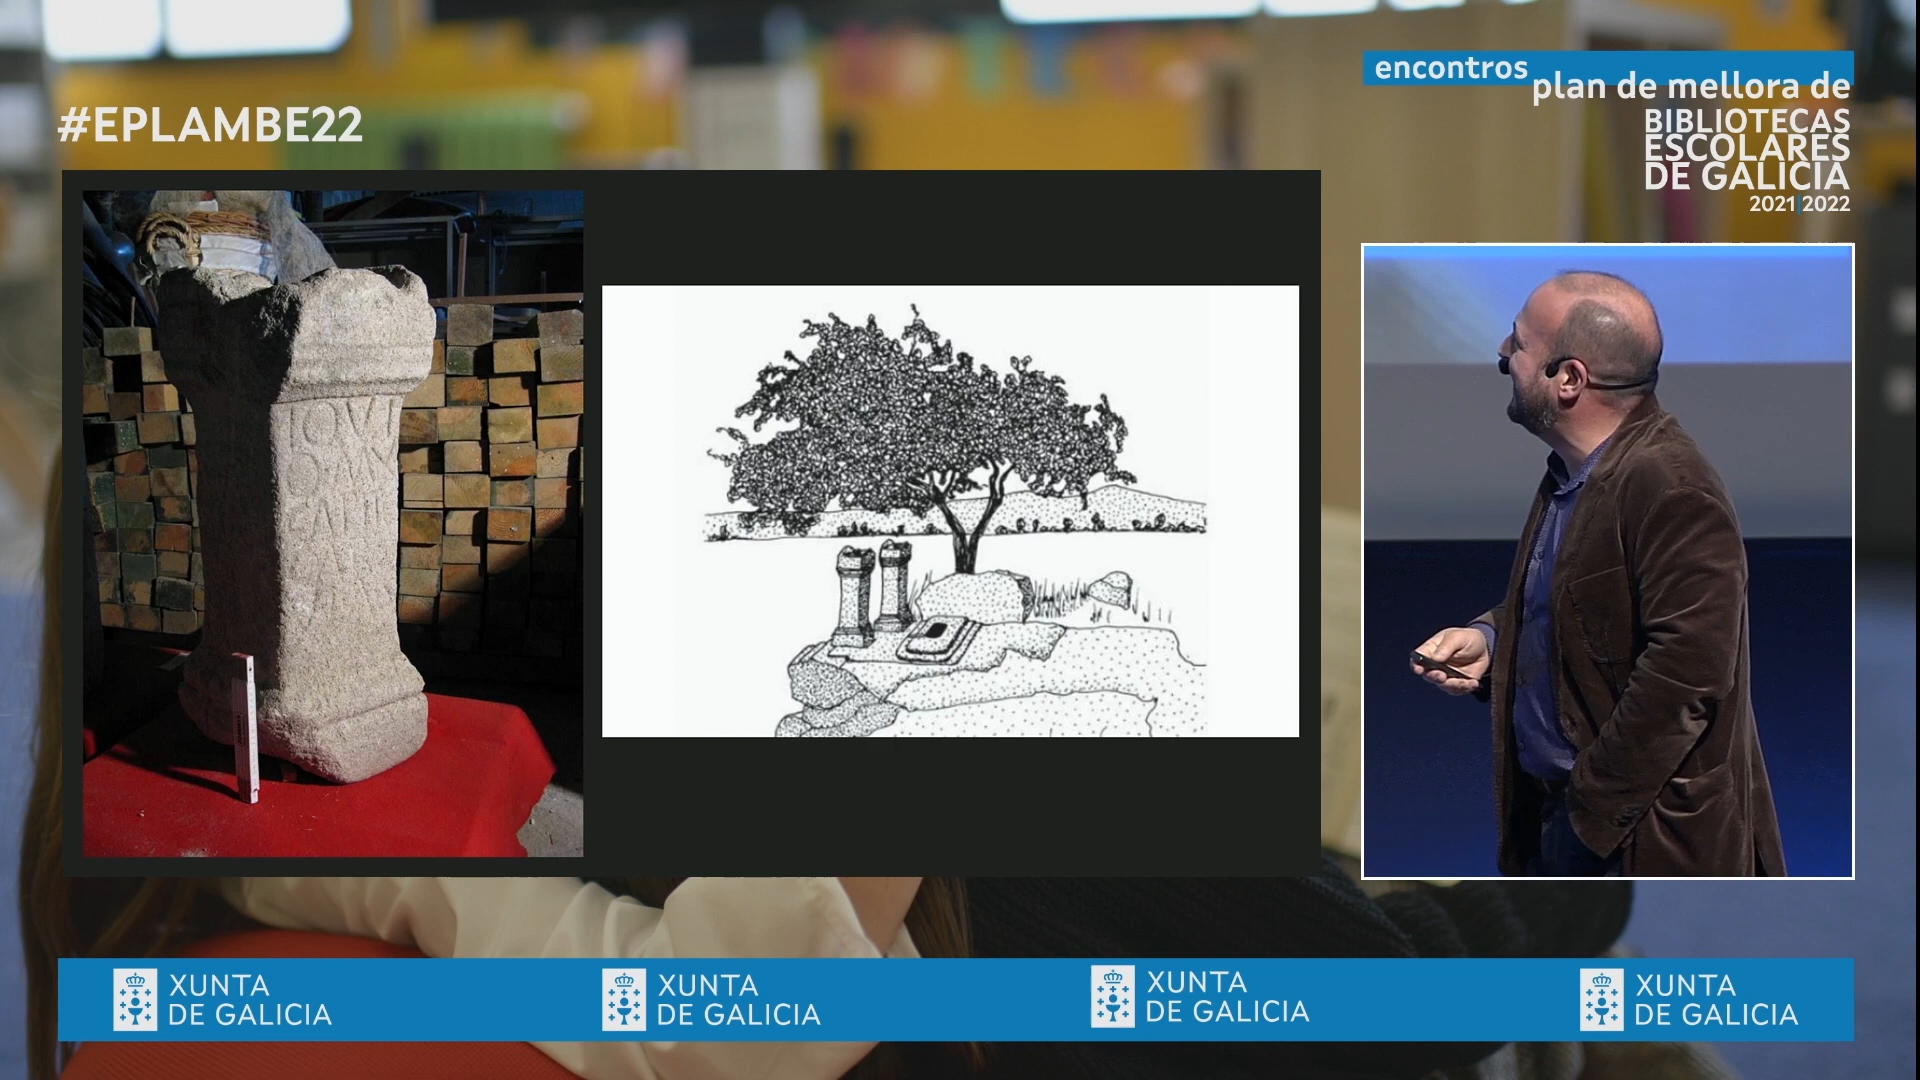 #EPLAMBE22
encontros
plan de mellora de
BIBLIOTECAS
ESCOLARES
DE GALICIA
2021|2022
IOVI
XUNTA
DE GALICIA
XUNTA
DE GALICIA
XUNTA
DE GALICIA
XUNTA
DE GALICIA